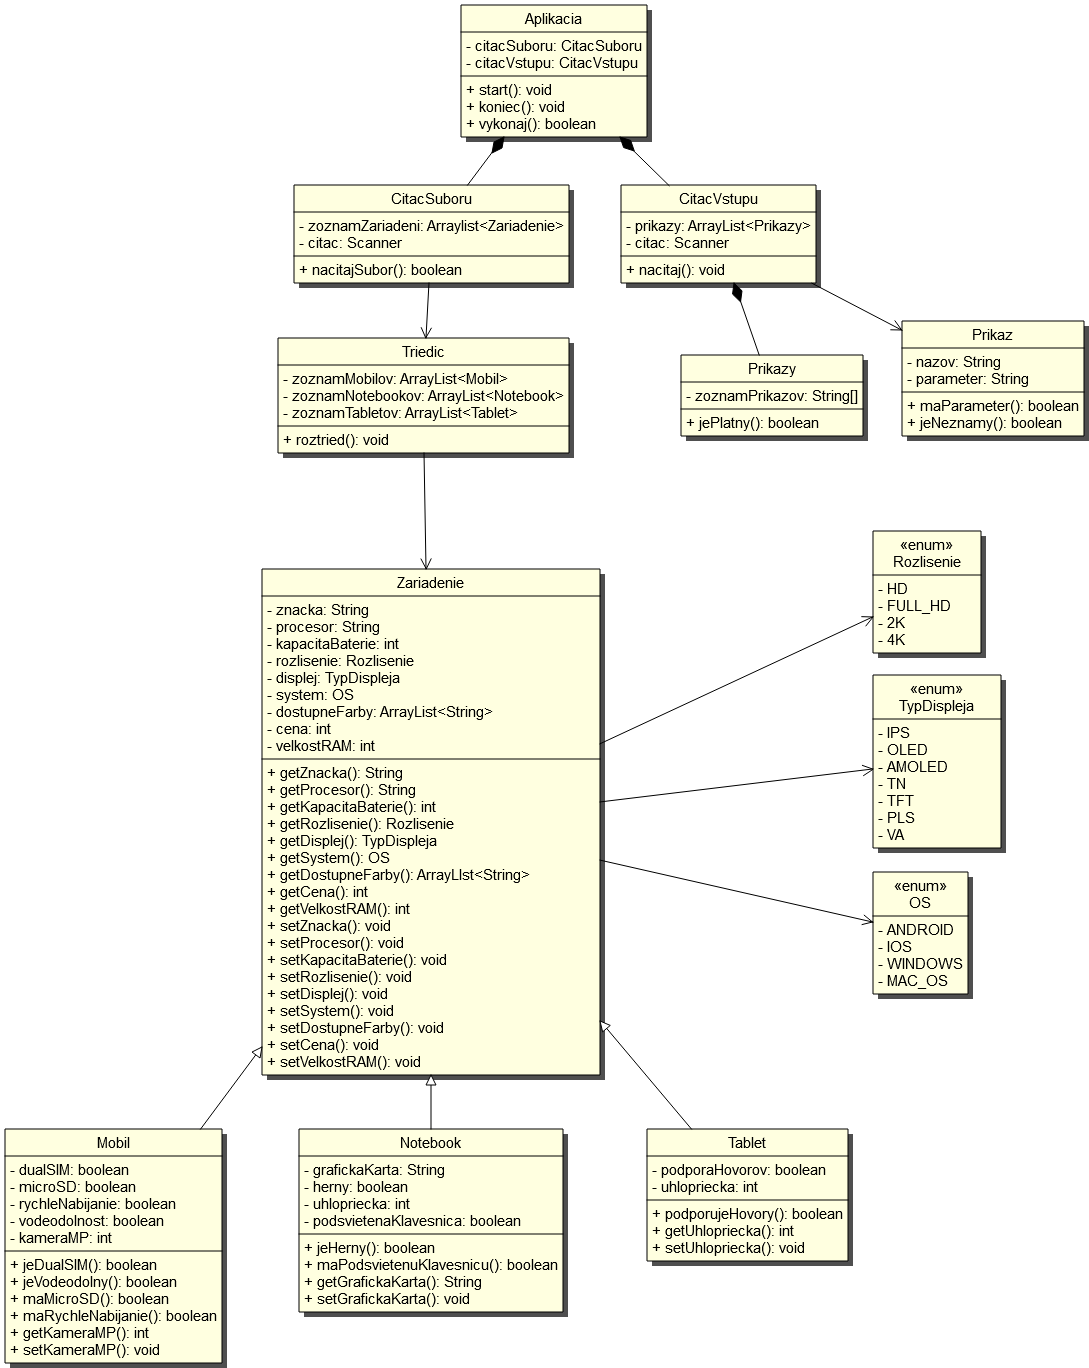 Aplikacia
- citacSuboru: CitacSuboru
- citacVstupu: CitacVstupu
+ start(): void
+ koniec(): void
+ vykonaj(): boolean
CitacSuboru
- zoznamZariadeni: Arraylist<Zariadenie>
- citac: Scanner
+ nacitajSubor(): boolean
CitacVstupu
- prikazy: ArrayList<Prikazy>
- citac: Scanner
+ nacitaj(): void
Triedic
- zoznamMobilov: ArrayList<Mobil>
- zoznamNotebookov: ArrayList<Notebook>
- zoznamTabletov: ArrayList<Tablet>
+ roztried(): void
Prikazy
- zoznamPrikazov: String[]
+ jePlatny(): boolean
Prikaz
- nazov: String
- parameter: String
+ maParameter(): boolean
+ jeNeznamy(): boolean
Zariadenie
- znacka: String
- procesor: String
- kapacitaBaterie: int
- rozlisenie: Rozlisenie
- displej: TypDispleja
- system: OS
- dostupneFarby: ArrayList<String>
- cena: int
- velkostRAM: int
+ getZnacka(): String
+ getProcesor(): String
+ getKapacitaBaterie(): int
+ getRozlisenie(): Rozlisenie
+ getDisplej(): TypDispleja
+ getSystem(): OS
+ getDostupneFarby(): ArrayLIst<String>
+ getCena(): int
+ getVelkostRAM(): int
+ setZnacka(): void
+ setProcesor(): void
+ setKapacitaBaterie(): void
+ setRozlisenie(): void
+ setDisplej(): void
+ setSystem(): void
+ setDostupneFarby(): void
+ setCena(): void
+ setVelkostRAM(): void
«enum»
Rozlisenie
- HD
- FULL_HD
- 2K
- 4K
«enum»
TypDispleja
- IPS
- OLED
- AMOLED
- TN
- TFT
- PLS
- VA
«enum»
OS
- ANDROID
- IOS
- WINDOWS
- MAC_OS
Mobil
- dualSIM: boolean
- microSD: boolean
- rychleNabijanie: boolean
- vodeodolnost: boolean
- kameraMP: int
+ jeDualSIM(): boolean
+ jeVodeodolny(): boolean
+ maMicroSD(): boolean
+ maRychleNabijanie(): boolean
+ getKameraMP(): int
+ setKameraMP(): void
Notebook
- grafickaKarta: String
- herny: boolean
- uhlopriecka: int
- podsvietenaKlavesnica: boolean
+ jeHerny(): boolean
+ maPodsvietenuKlavesnicu(): boolean
+ getGrafickaKarta(): String
+ setGrafickaKarta(): void
Tablet
- podporaHovorov: boolean
- uhlopriecka: int
+ podporujeHovory(): boolean
+ getUhlopriecka(): int
+ setUhlopriecka(): void